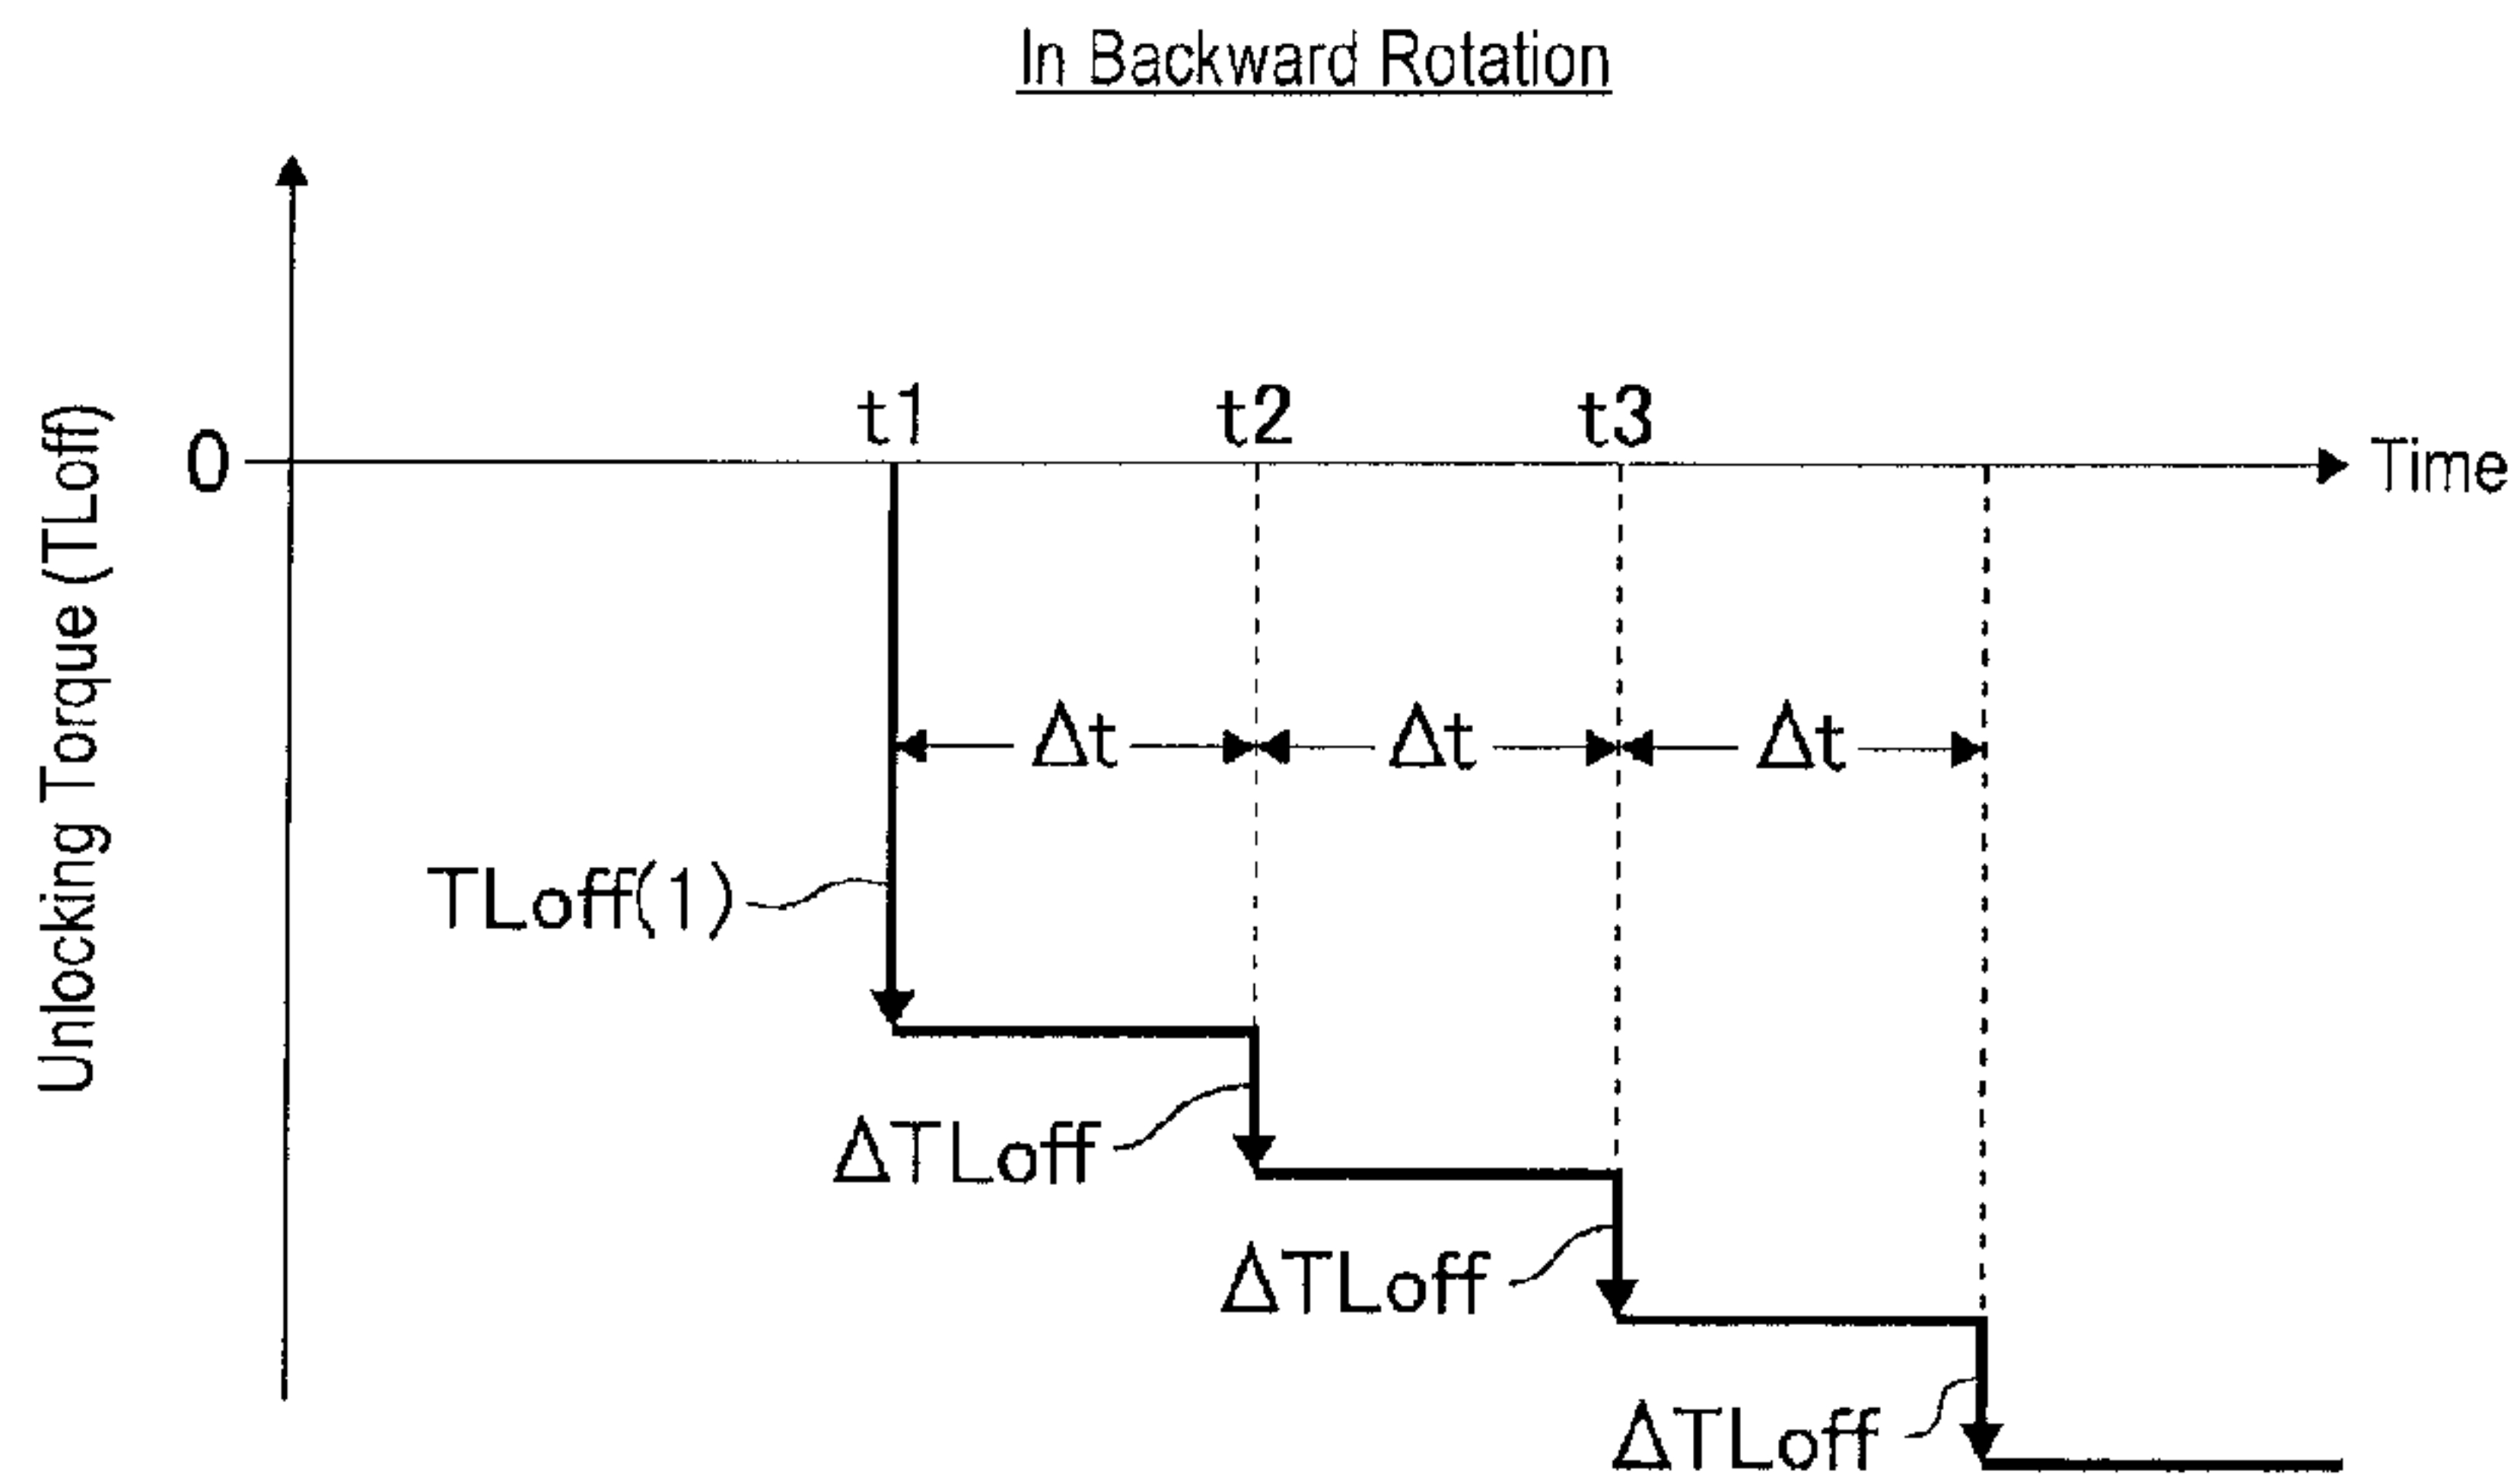 In Backward Rotation
Unlocking Torque (TLoff)
0
t1
t2
t3
Time
Δt
Δt
Δt
TLoff(1)
ΔTLoff
ΔTLoff
ΔTLoff